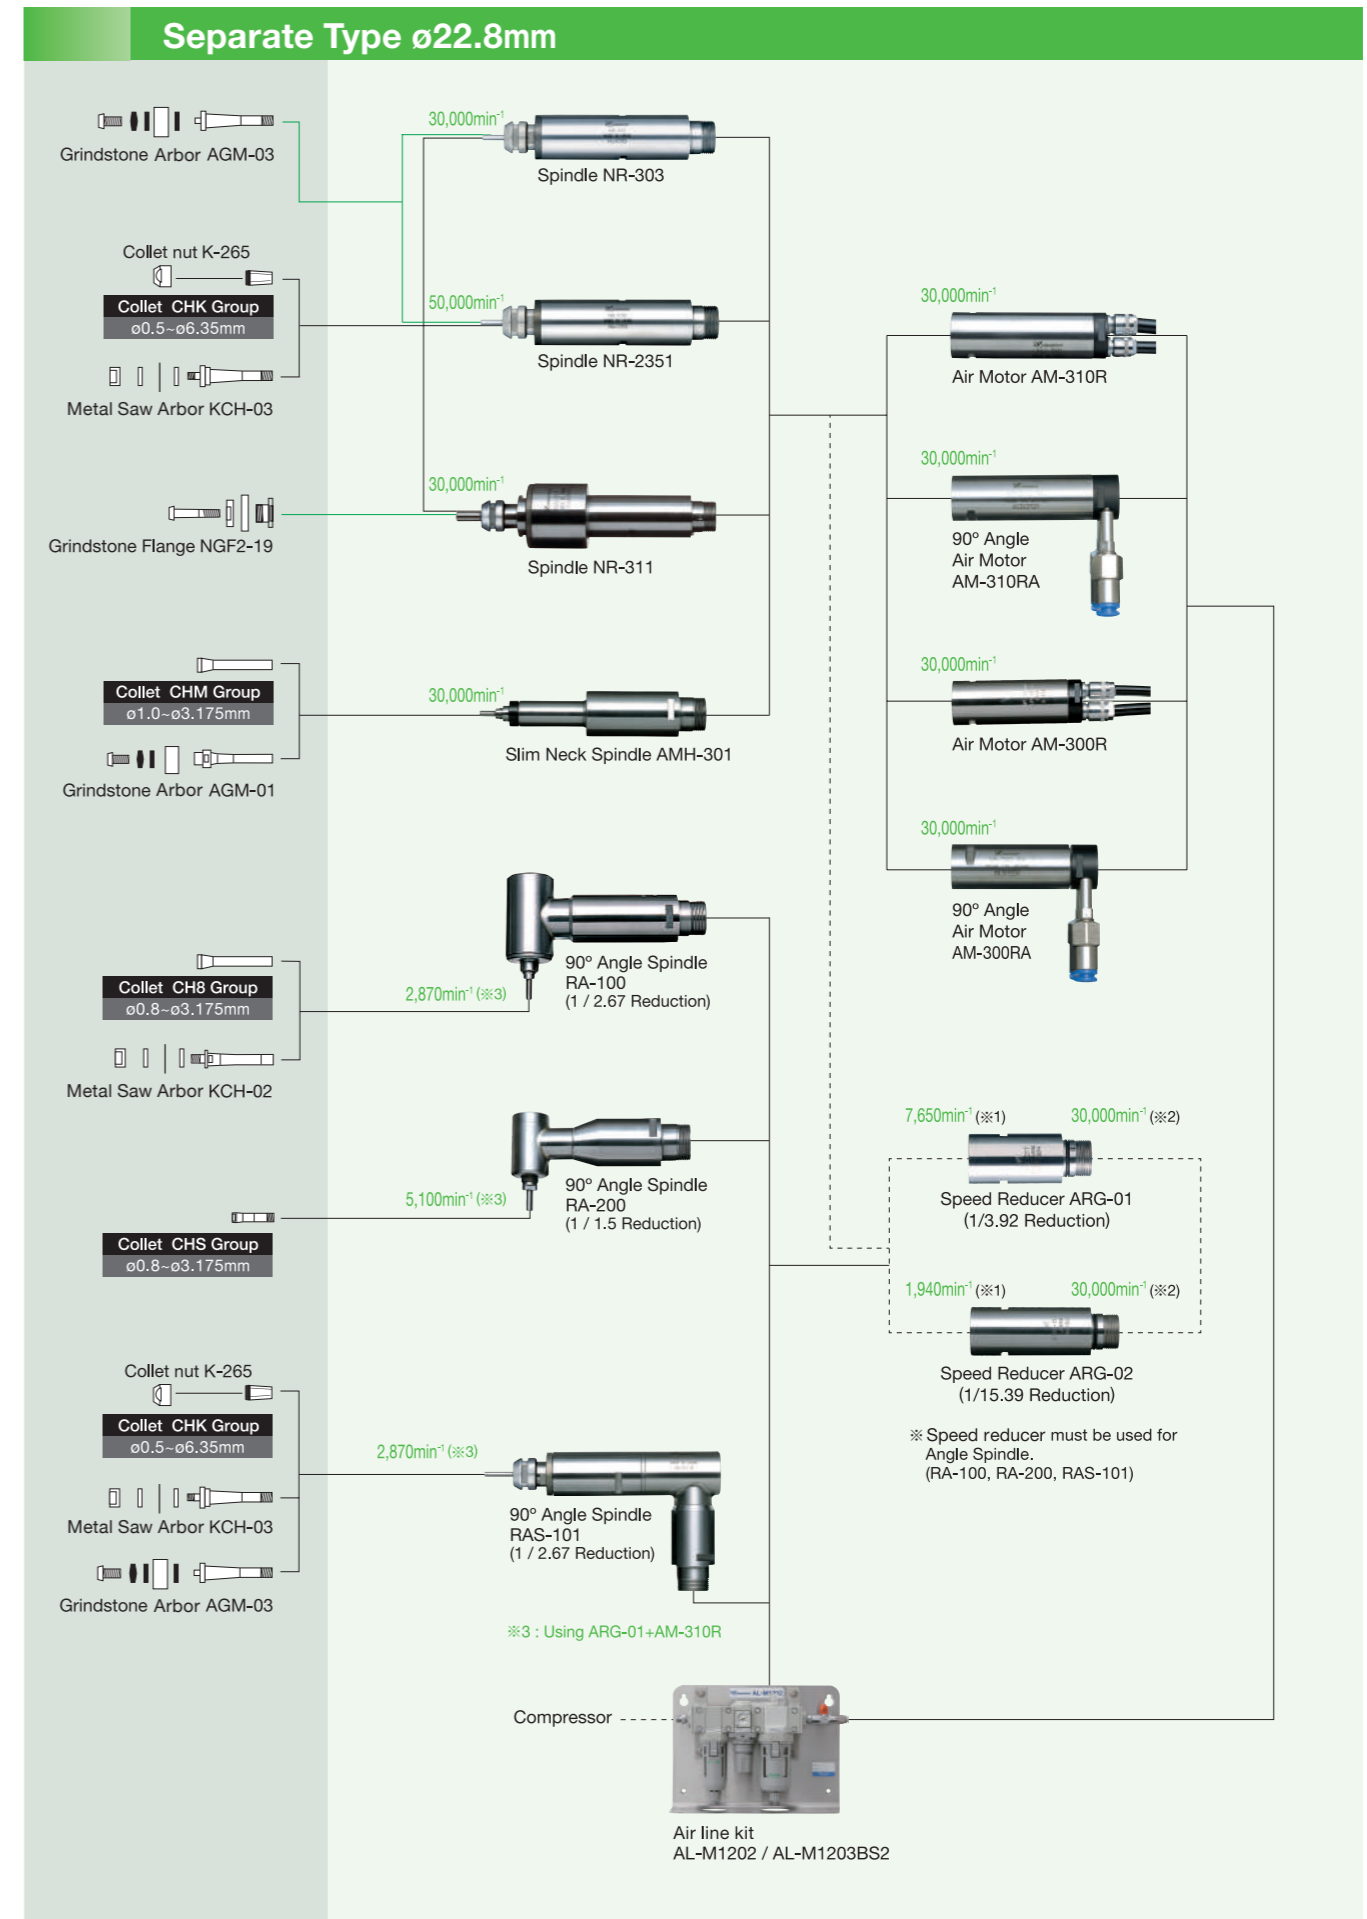 Separate Type ø22.8mm
Grindstone Arbor AGM-03
30,000min⁻¹
Spindle NR-303
Collet nut K-265
Collet CHK Group
ø0.5~ø6.35mm
Metal Saw Arbor KCH-03
50,000min⁻¹
Spindle NR-2351
30,000min⁻¹
Air Motor AM-310R
Grindstone Flange NGF2-19
30,000min⁻¹
Spindle NR-311
30,000min⁻¹
90° Angle
Air Motor
AM-310RA
Collet CHM Group
ø1.0~ø3.175mm
Grindstone Arbor AGM-01
30,000min⁻¹
Slim Neck Spindle AMH-301
30,000min⁻¹
Air Motor AM-300R
30,000min⁻¹
90° Angle
Air Motor
AM-300RA
Collet CH8 Group
ø0.8~ø3.175mm
Metal Saw Arbor KCH-02
2,870min⁻¹ (※3)
90° Angle Spindle
RA-100
(1 / 2.67 Reduction)
5,100min⁻¹ (※3)
90° Angle Spindle
RA-200
(1 / 1.5 Reduction)
Collet CHS Group
ø0.8~ø3.175mm
7,650min⁻¹ (※1) 30,000min⁻¹ (※2)
Speed Reducer ARG-01
(1/3.92 Reduction)
1,940min⁻¹ (※1) 30,000min⁻¹ (※2)
Speed Reducer ARG-02
(1/15.39 Reduction)
※ Speed reducer must be used for
Angle Spindle.
(RA-100, RA-200, RAS-101)
Collet nut K-265
Collet CHK Group
ø0.5~ø6.35mm
Metal Saw Arbor KCH-03
Grindstone Arbor AGM-03
2,870min⁻¹ (※3)
90° Angle Spindle
RAS-101
(1 / 2.67 Reduction)
※3 : Using ARG-01+AM-310R
Compressor
AL-M1202
Air line kit
AL-M1202 / AL-M1203BS2